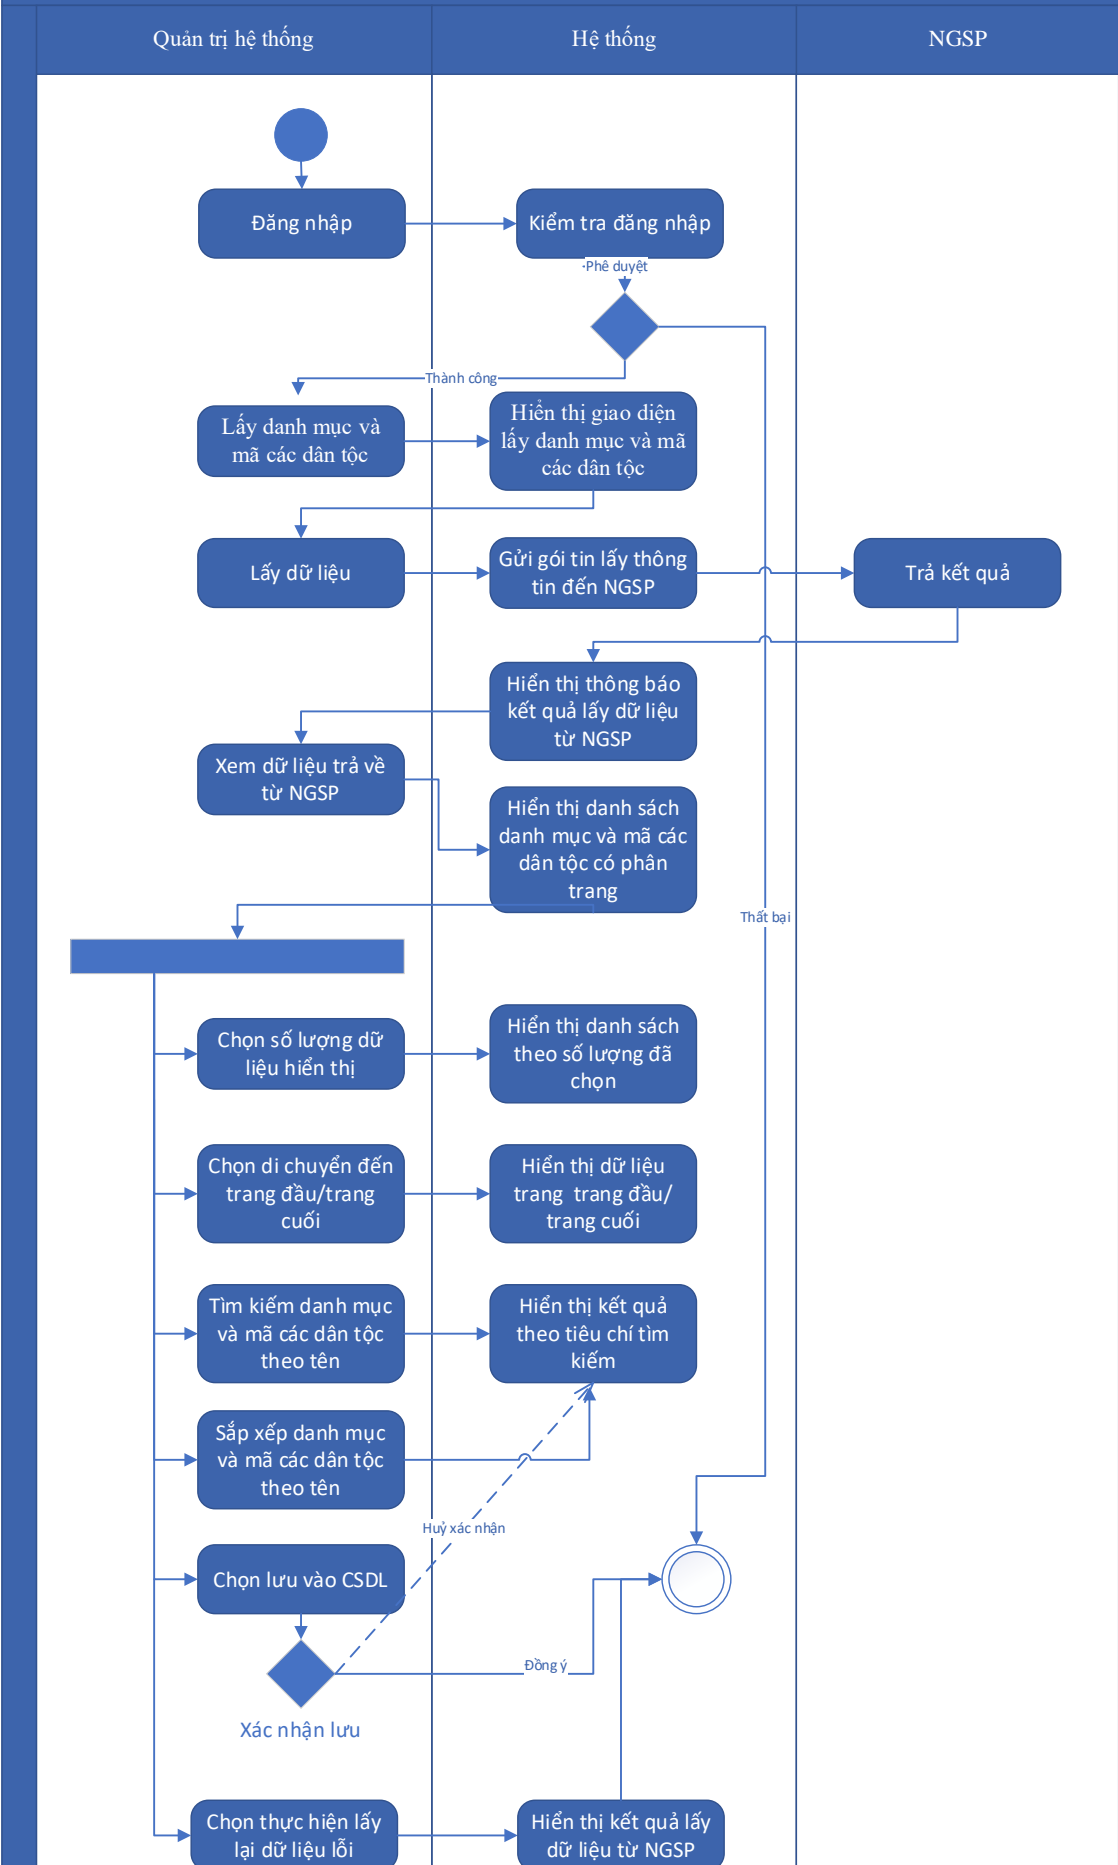 Quản trị hệ thống
Hệ thống
NGSP
Đăng nhập
Kiểm tra đăng nhập
Phê duyệt
Thành công
Lấy danh mục và
mã các dân tộc
Hiển thị giao diện
lấy danh mục và mã
các dân tộc
Lấy dữ liệu
Gửi gói tin lấy thông
tin đến NGSP
Trả kết quả
Hiển thị thông báo
kết quả lấy dữ liệu
từ NGSP
Xem dữ liệu trả về
từ NGSP
Hiển thị danh sách
danh mục và mã các
dân tộc có phân
trang
Thất bại
Chọn số lượng dữ
liệu hiển thị
Hiển thị danh sách
theo số lượng đã
chọn
Chọn di chuyển đến
trang đầu/trang
cuối
Hiển thị dữ liệu
trang  trang đầu/
trang cuối
Tìm kiếm danh mục
và mã các dân tộc
theo tên
Hiển thị kết quả
theo tiêu chí tìm
kiếm
Sắp xếp danh mục
và mã các dân tộc
theo tên
Huỷ xác nhận
Chọn lưu vào CSDL
Đồng ý
Xác nhận lưu
Chọn thực hiện lấy
lại dữ liệu lỗi
Hiển thị kết quả lấy
dữ liệu từ NGSP